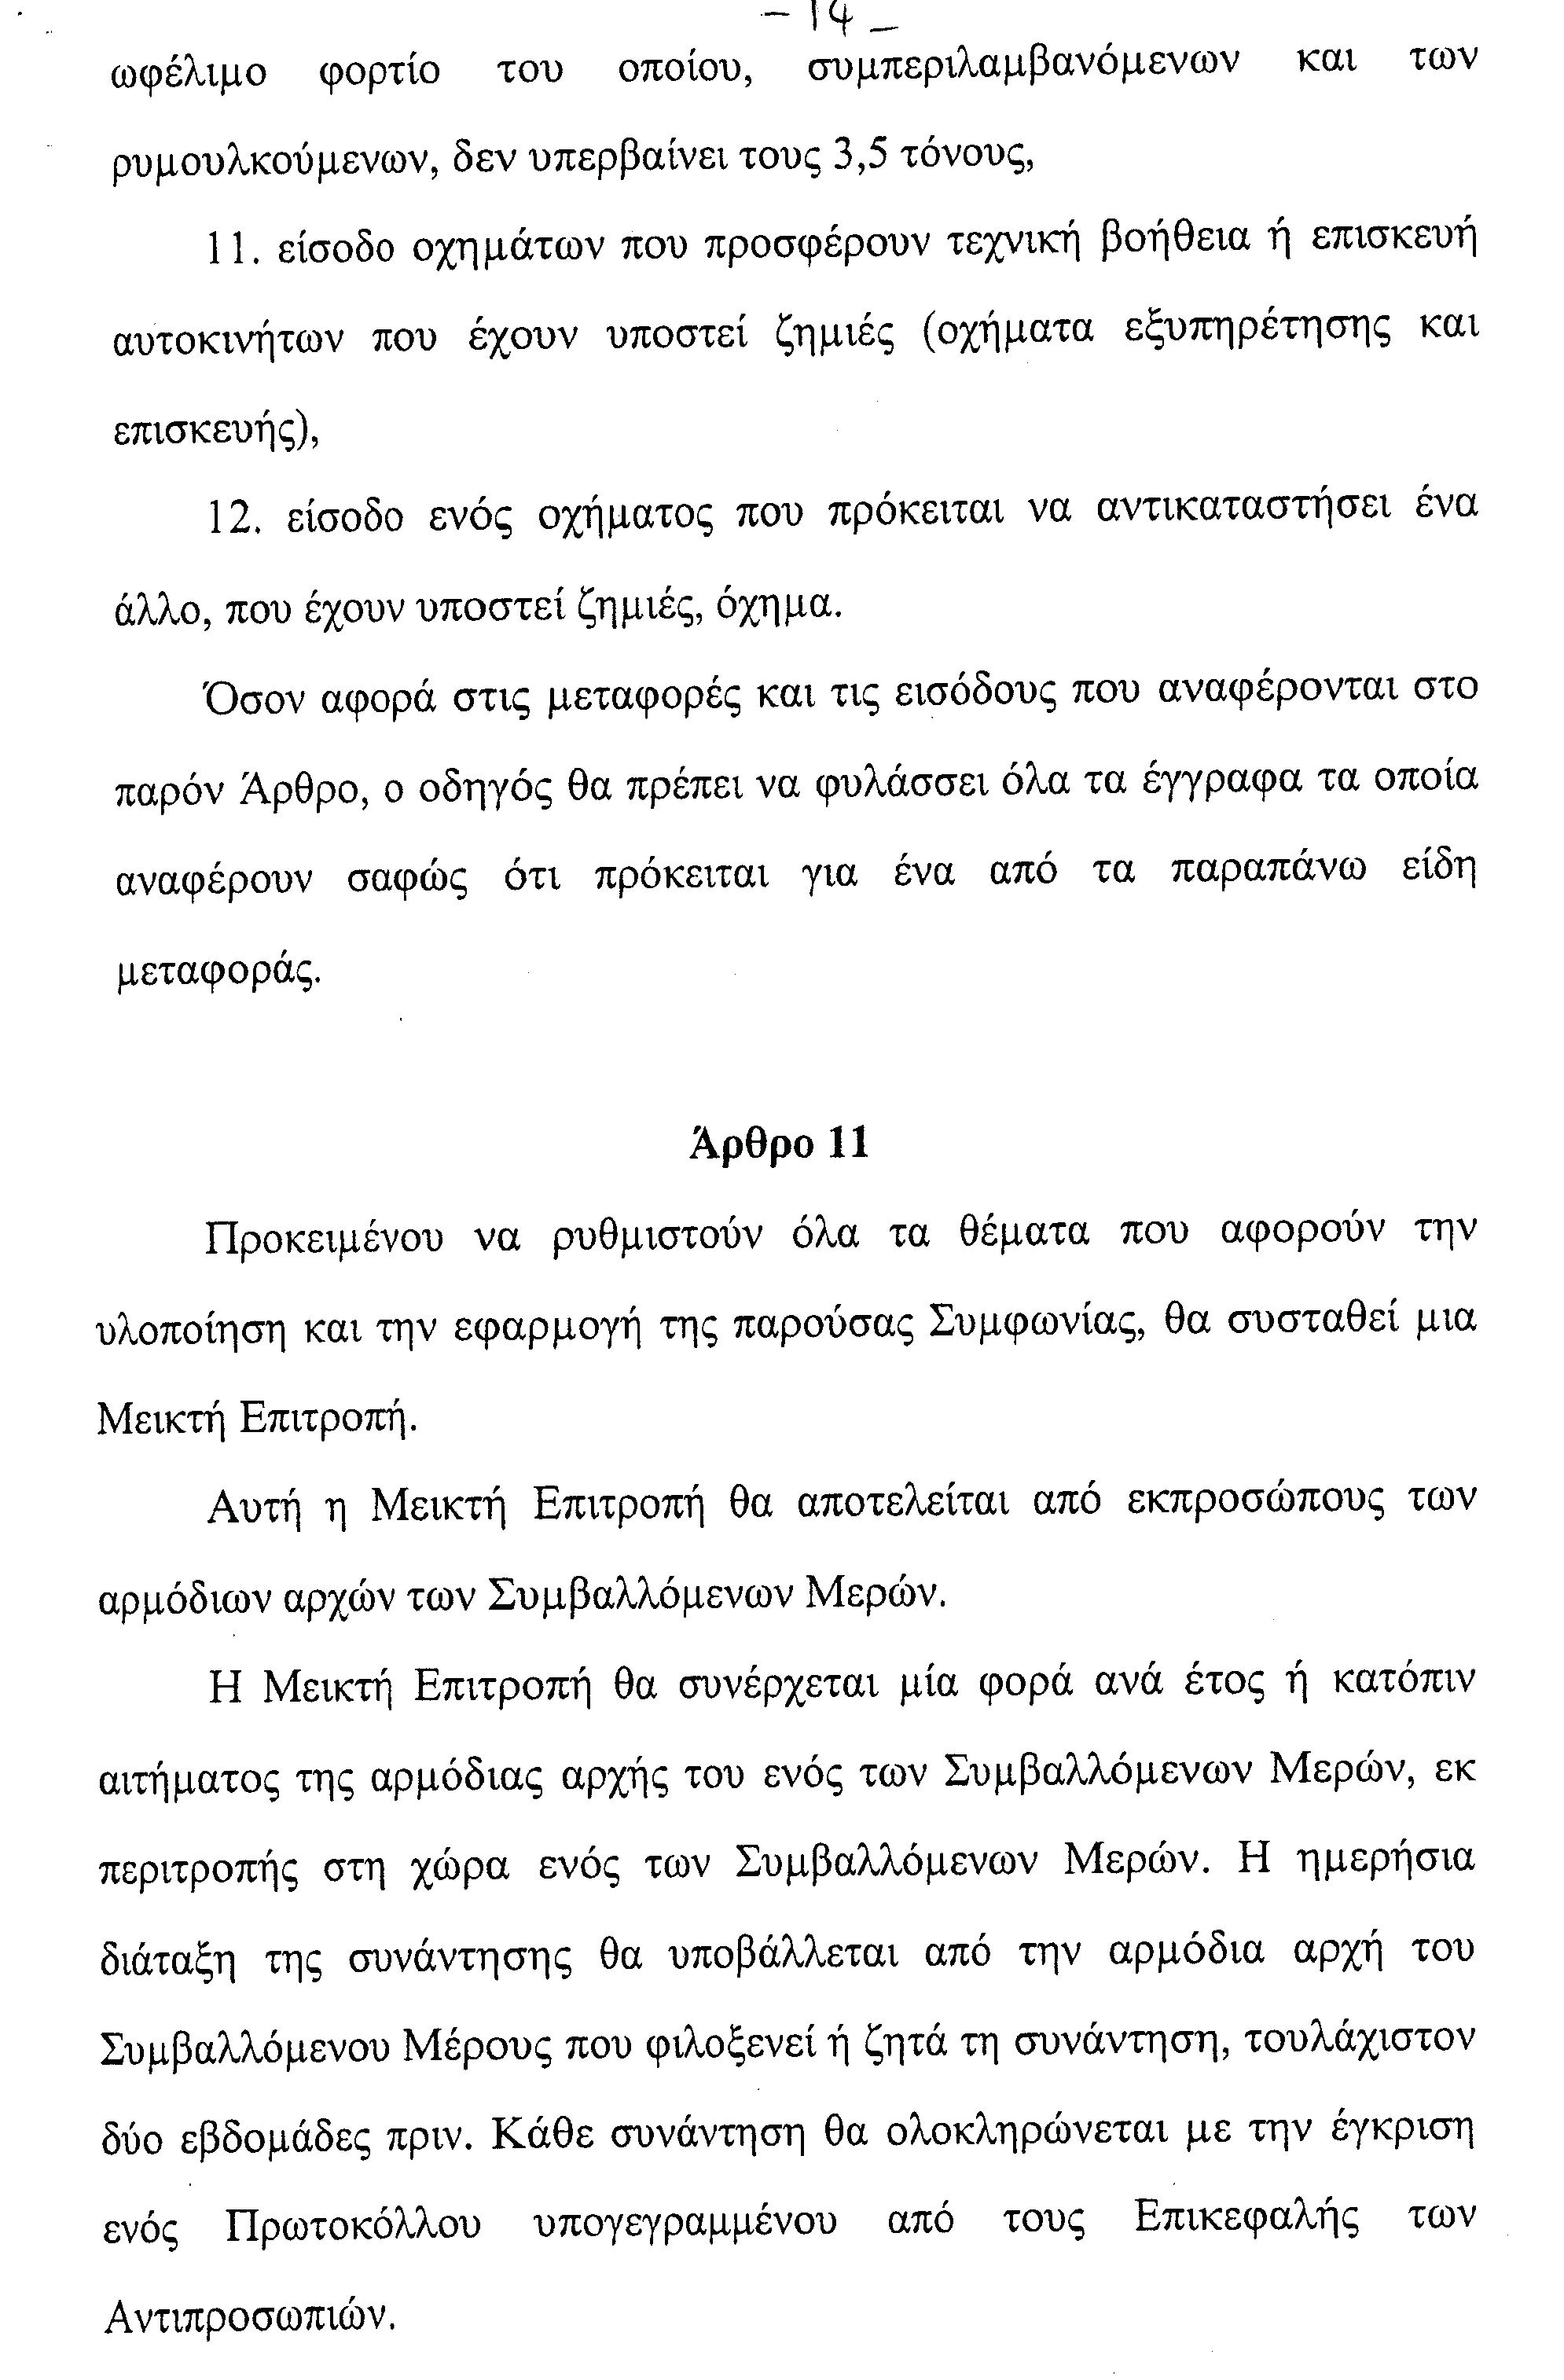 - 14 -
ωφέλιμο φορτίο του οποίου, συμπεριλαμβανόμενων και των
ρυμουλκούμενων, δεν υπερβαίνει τους 3,5 τόνους,
11. είσοδο οχημάτων που προσφέρουν τεχνική βοήθεια ή επισκευή
αυτοκινήτων που έχουν υποστεί ζημιές (οχήματα εξυπηρέτησης και
επισκευής),
12. είσοδο ενός οχήματος που πρόκειται να αντικαταστήσει ένα
άλλο, που έχουν υποστεί ζημιές, όχημα.
Όσον αφορά στις μεταφορές και τις εισόδους που αναφέρονται στο
παρόν Άρθρο, ο οδηγός θα πρέπει να φυλάσσει όλα τα έγγραφα τα οποία
αναφέρουν σαφώς ότι πρόκειται για ένα από τα παραπάνω είδη
μεταφοράς.
Άρθρο 11
Προκειμένου να ρυθμιστούν όλα τα θέματα που αφορούν την
υλοποίηση και την εφαρμογή της παρούσας Συμφωνίας, θα συσταθεί μια
Μεικτή Επιτροπή.
Αυτή η Μεικτή Επιτροπή θα αποτελείται από εκπροσώπους των
αρμόδιων αρχών των Συμβαλλόμενων Μερών.
Η Μεικτή Επιτροπή θα συνέρχεται μία φορά ανά έτος ή κατόπιν
αιτήματος της αρμόδιας αρχής του ενός των Συμβαλλόμενων Μερών, εκ
περιτροπής στη χώρα ενός των Συμβαλλόμενων Μερών. Η ημερήσια
διάταξη της συνάντησης θα υποβάλλεται από την αρμόδια αρχή του
Συμβαλλόμενου Μέρους που φιλοξενεί ή ζητά τη συνάντηση, τουλάχιστον
δύο εβδομάδες πριν. Κάθε συνάντηση θα ολοκληρώνεται με την έγκριση
ενός Πρωτοκόλλου υπογεγραμμένου από τους Επικεφαλής των
Αντιπροσωπιών.